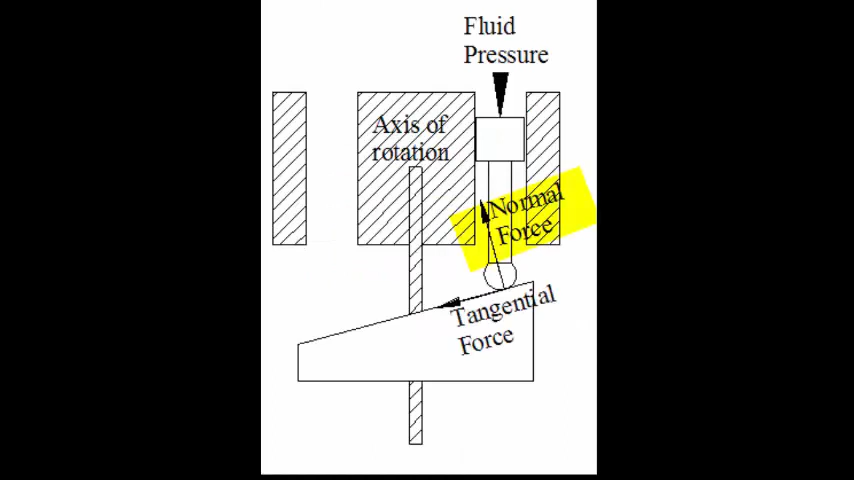 Fluid
Pressure
Axis of
rotation
Normal
Force
Tangential
Force